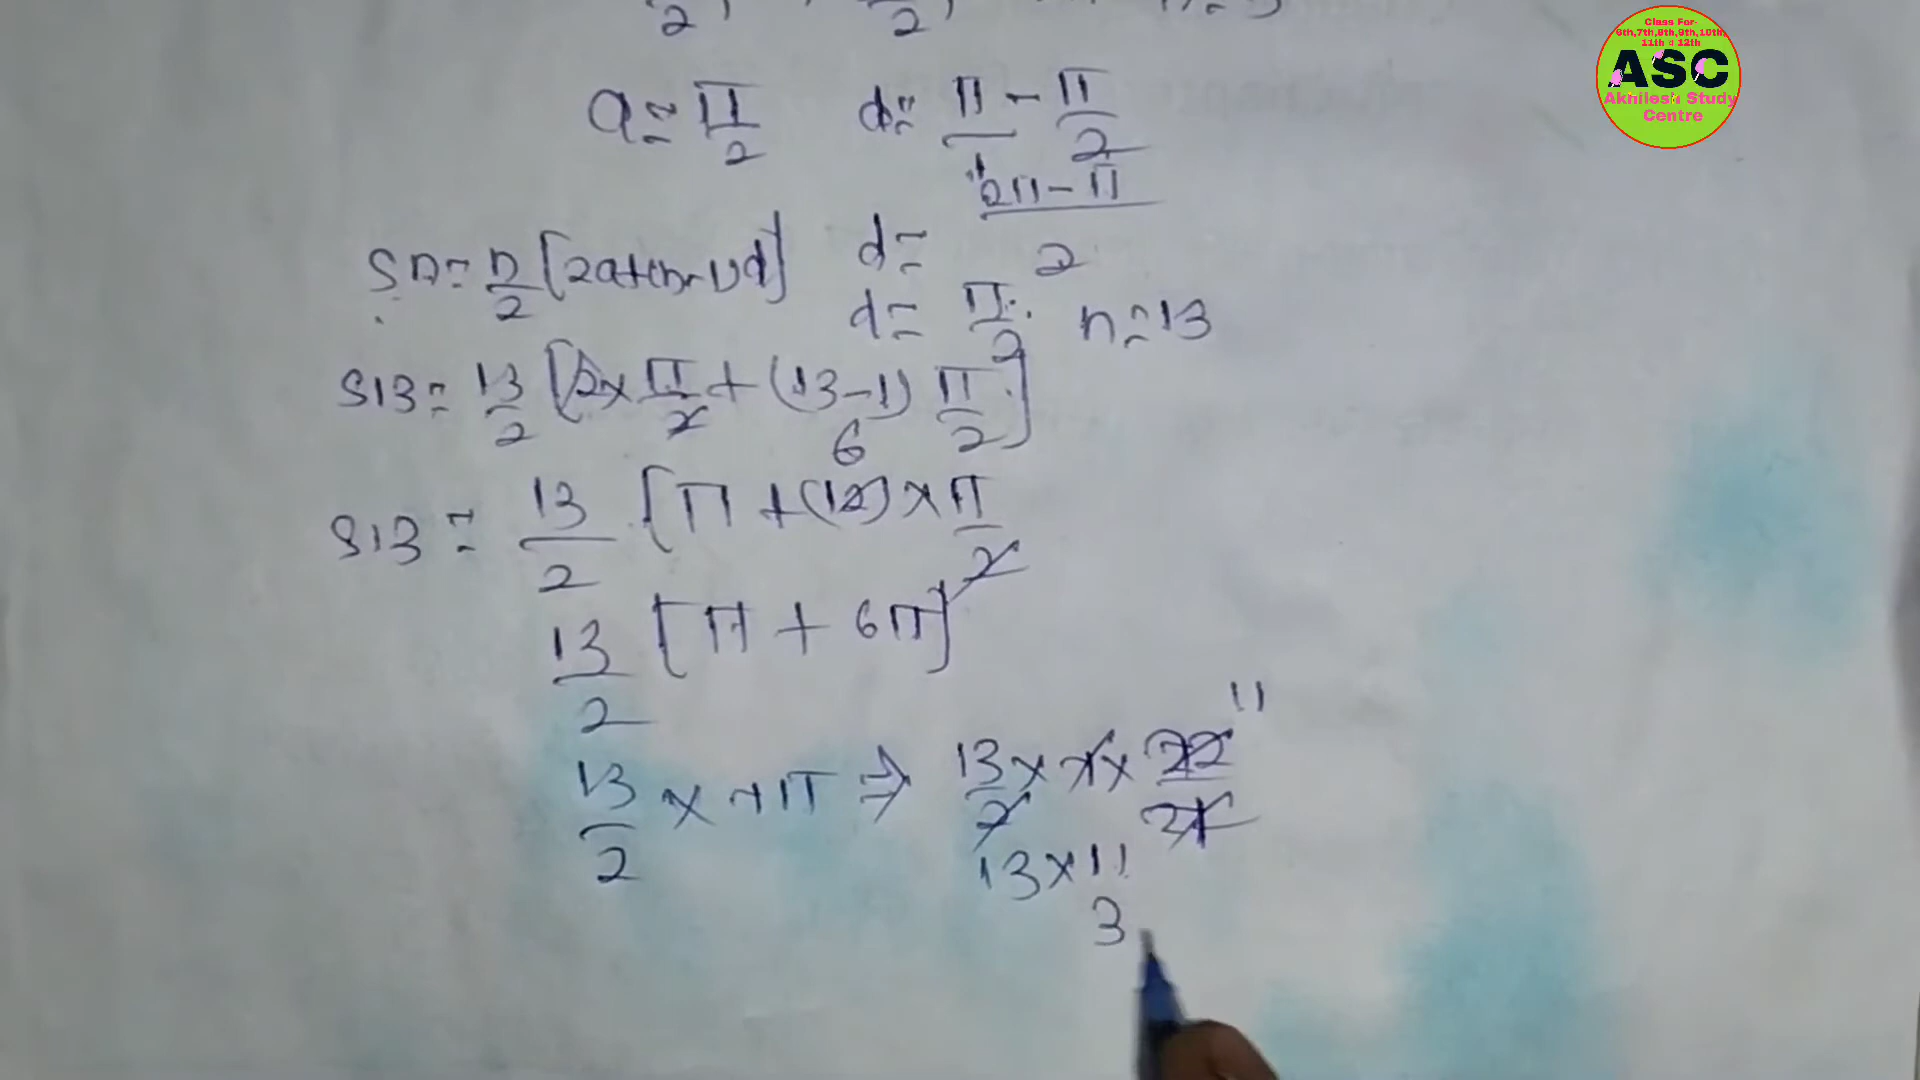 Class For-
6th,7th,8th,9th,10th,
11th & 12th
ASC
Akhilesh Study
Centre
a = π/2 d = π/1 - π/2
d = 2π - π / 2
Sn = n/2 [2a+(n-1)d]
d = π/2 . n = 13
S13 = 13/2 [2 x π/2 + (13-1) π/2]
6
S13 = 13/2 [π + (12) x π/2
13/2 [π + 6π]
11
13/2 x 7π ⇒ 13/2 x 7 x 22/
13 x 11
3